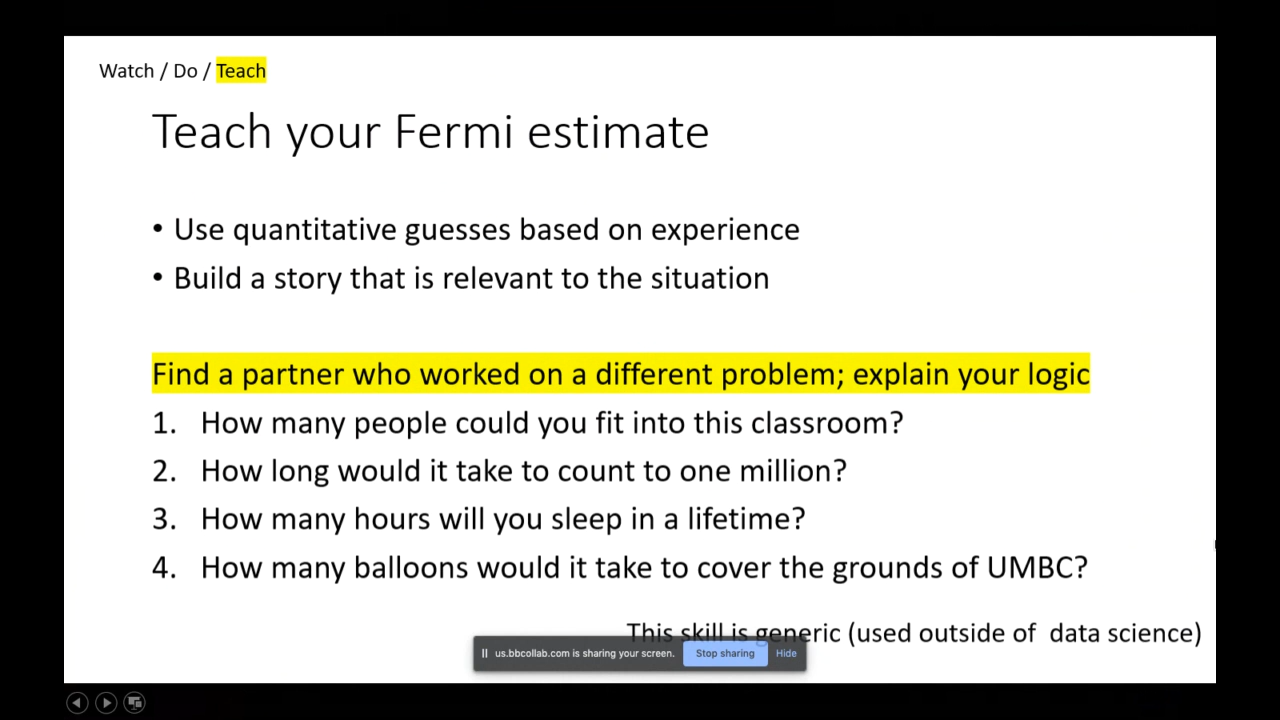 Watch / Do / Teach
Teach your Fermi estimate
• Use quantitative guesses based on experience
• Build a story that is relevant to the situation
Find a partner who worked on a different problem; explain your logic
1. How many people could you fit into this classroom?
2. How long would it take to count to one million?
3. How many hours will you sleep in a lifetime?
4. How many balloons would it take to cover the grounds of UMBC?
This skill is generic (used outside of data science)
us.bbcollab.com is sharing your screen. Stop sharing Hide